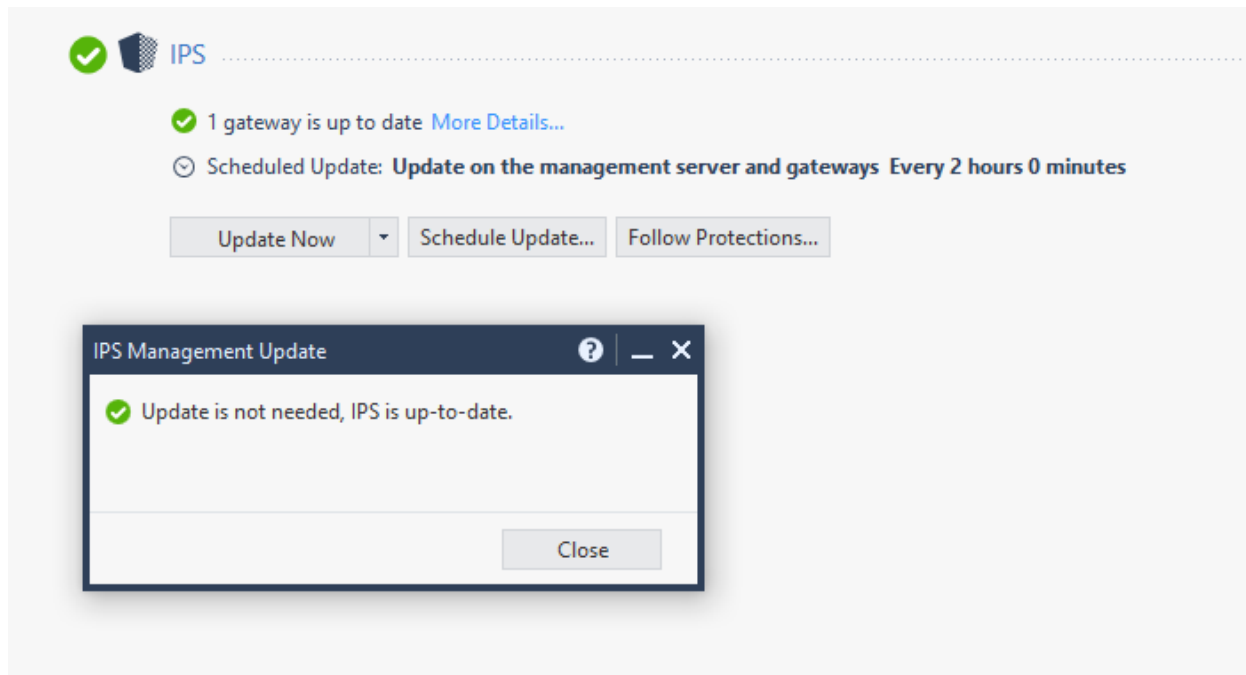 IPS
1 gateway is up to date More Details...
Scheduled Update: Update on the management server and gateways Every 2 hours 0 minutes
Update Now Schedule Update... Follow Protections...
IPS Management Update
Update is not needed, IPS is up-to-date.
Close